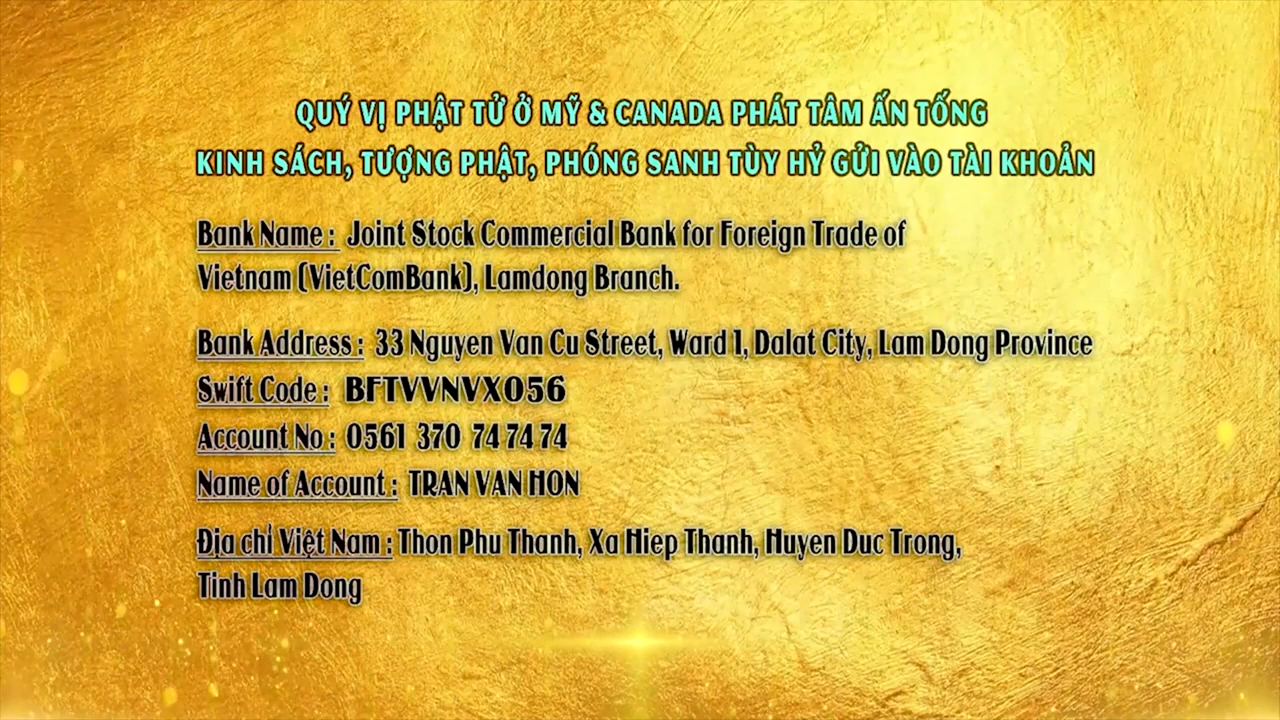 QUÝ VỊ PHẬT TỬ Ở MỸ & CANADA PHÁT TÂM ẤN TỐNG
KINH SÁCH, TƯỢNG PHẬT, PHÓNG SANH TÙY HỶ GỬI VÀO TÀI KHOẢN
Bank Name : Joint Stock Commercial Bank for Foreign Trade of
Vietnam (VietComBank), Lamdong Branch.
Bank Address : 33 Nguyen Van Cu Street, Ward 1, Dalat City, Lam Dong Province
Swift Code : BFTVVNVX056
Account No : 0561 370 74 74 74
Name of Account : TRAN VAN HON
Địa chỉ Việt Nam : Thon Phu Thanh, Xa Hiep Thanh, Huyen Duc Trong,
Tinh Lam Dong